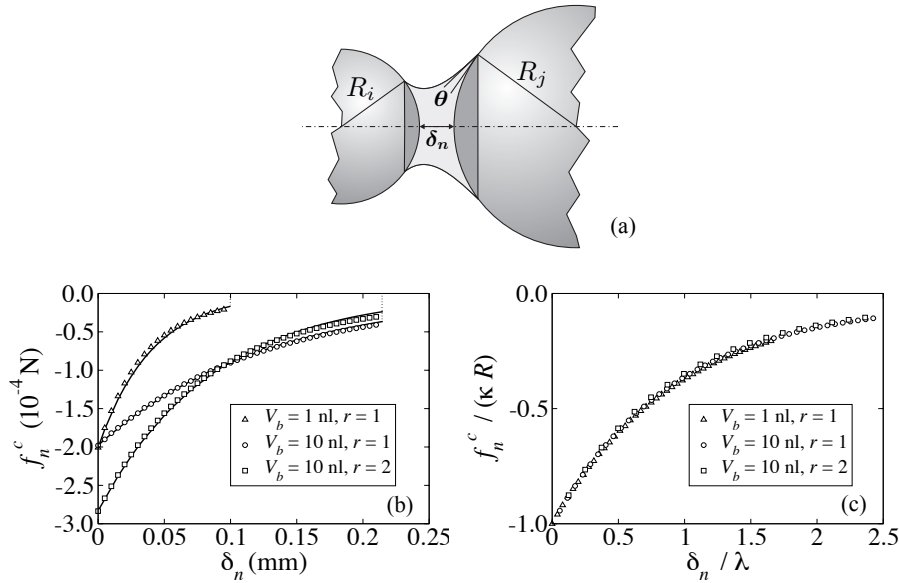 R_i
R_j
θ
δ_n
(a)
0.0
-0.5
-1.0
-1.5
-2.0
-2.5
-3.0
f_n^c (10^-4 N)
V_b = 1 nl, r = 1
V_b = 10 nl, r = 1
V_b = 10 nl, r = 2
(b)
0 0.05 0.1 0.15 0.2 0.25
δ_n (mm)
0.0
-0.5
-1.0
f_n^c / (κ R)
V_b = 1 nl, r = 1
V_b = 10 nl, r = 1
V_b = 10 nl, r = 2
(c)
0.0 0.5 1.0 1.5 2.0 2.5
δ_n / λ